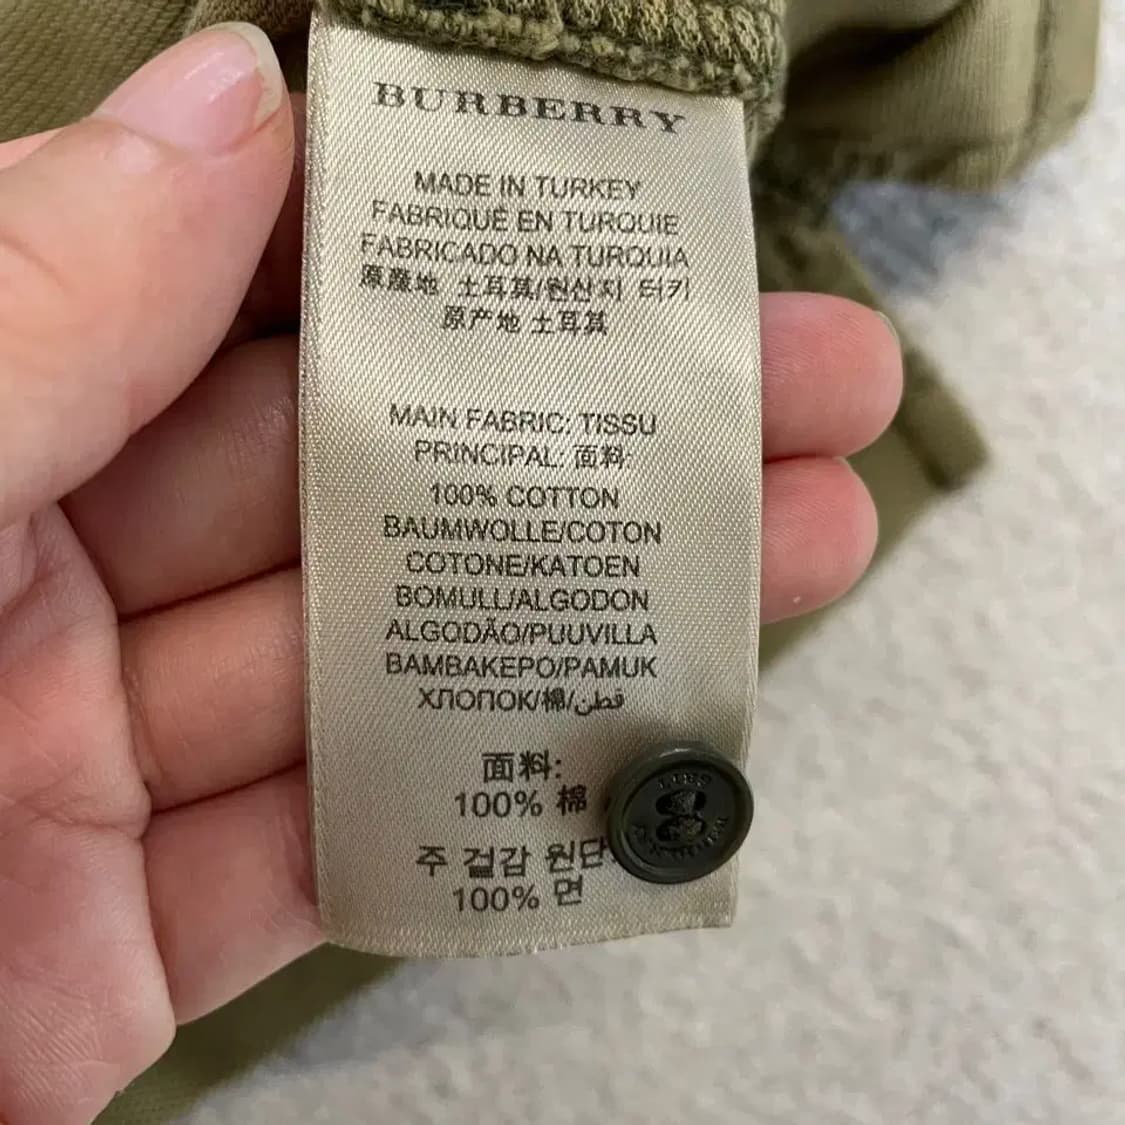 BURBERRY
MADE IN TURKEY
FABRIQUÉ EN TURQUIE
FABRICADO NA TURQUIA
原產地 土耳其/원산지 터키
原产地 土耳其
MAIN FABRIC: TISSU
PRINCIPAL: 面料:
100% COTTON
BAUMWOLLE/COTON
COTONE/KATOEN
BOMULL/ALGODON
ALGODÃO/PUUVILLA
BAMBAKEPO/PAMUK
ХЛОПОК/棉/قطن
面料:
100% 棉
주 겉감 원단:
100% 면